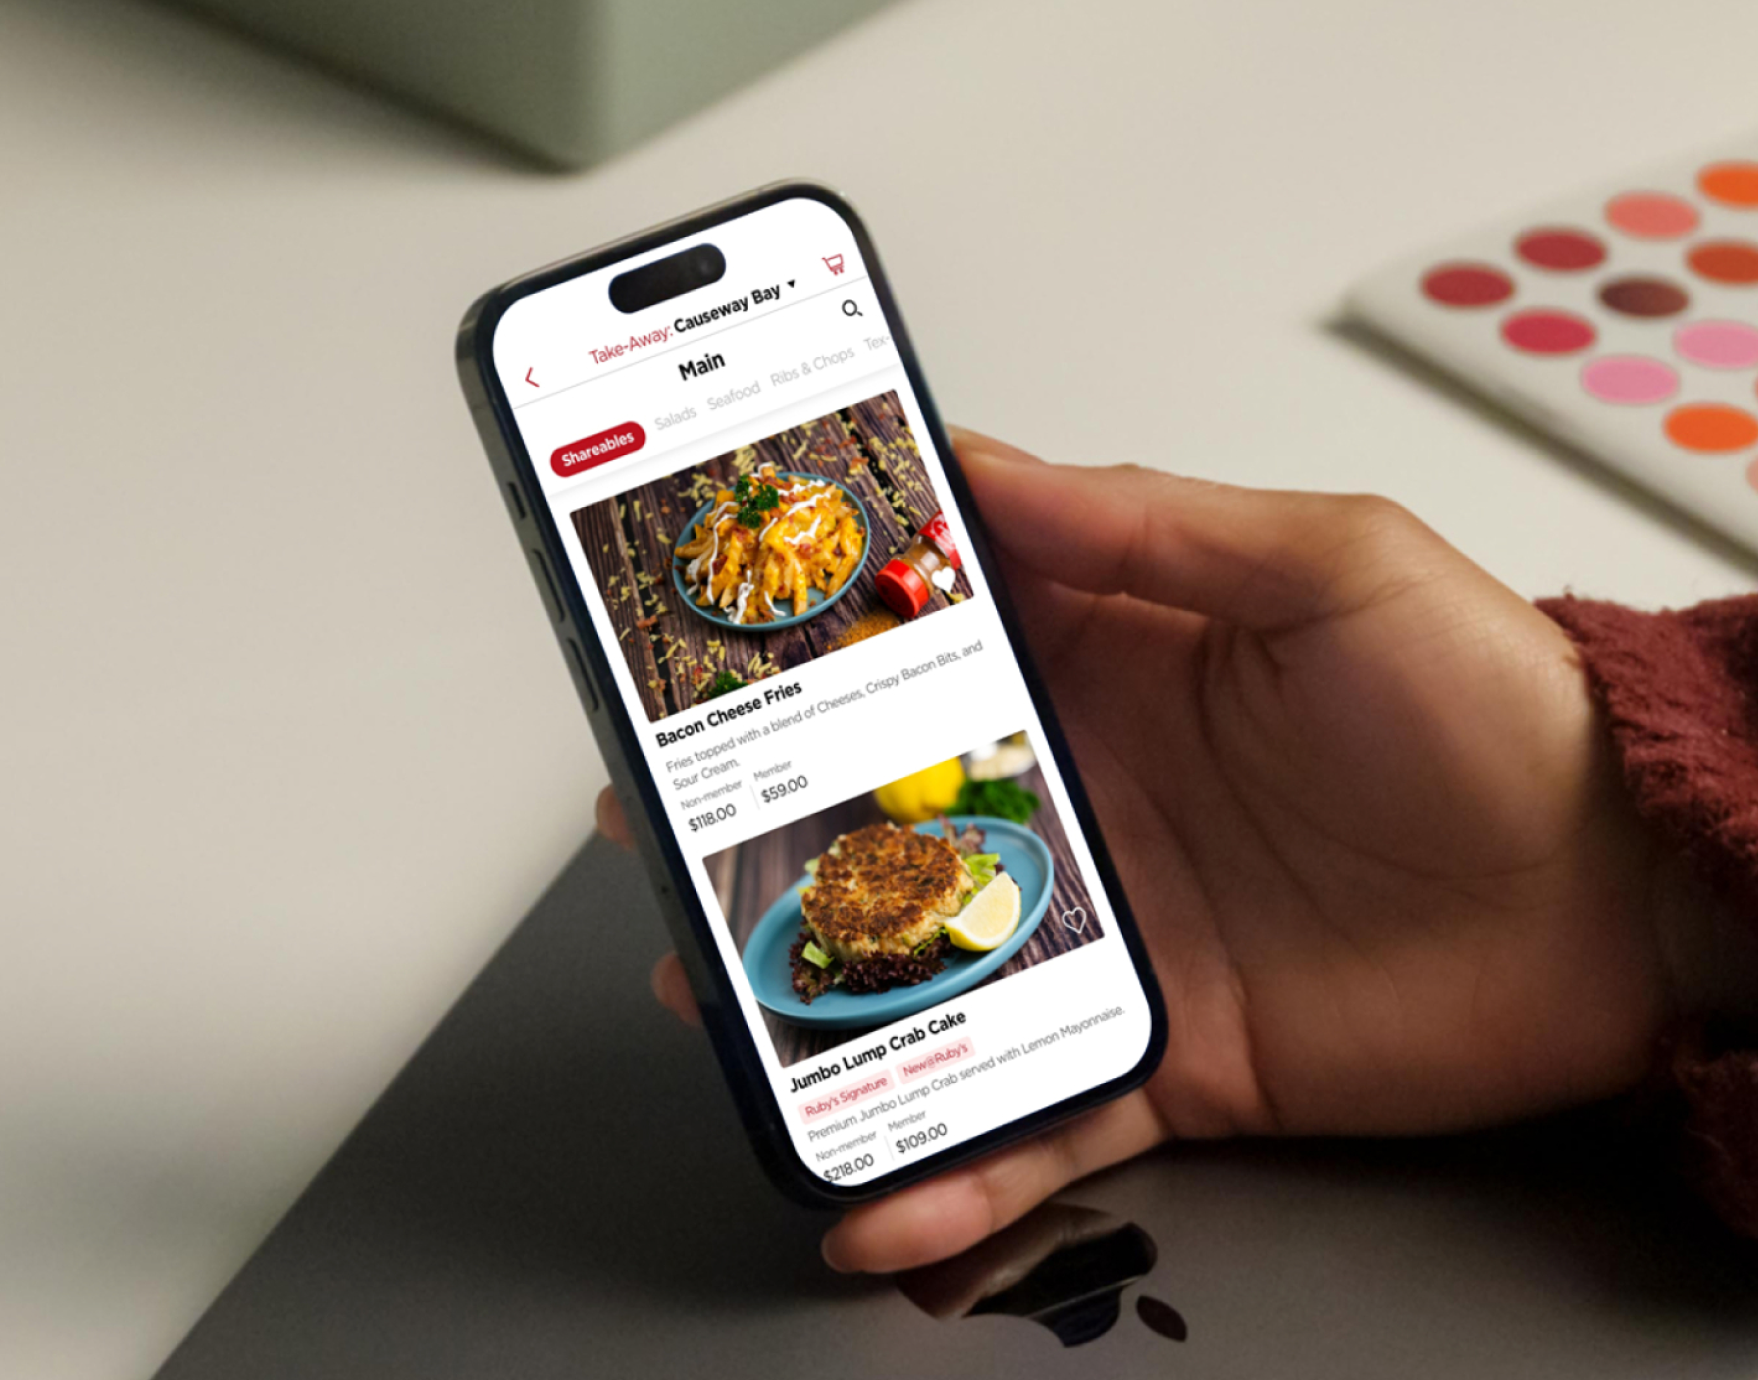 Take-Away: Causeway Bay
Main
Shareables Salads Seafood Ribs & Chops Tex-
Bacon Cheese Fries
Fries topped with a blend of Cheeses, Crispy Bacon Bits, and
Sour Cream.
Non-member Member
$118.00 $59.00
Jumbo Lump Crab Cake
Ruby's Signature New@Ruby's
Premium Jumbo Lump Crab served with Lemon Mayonnaise.
Non-member Member
$218.00 $109.00